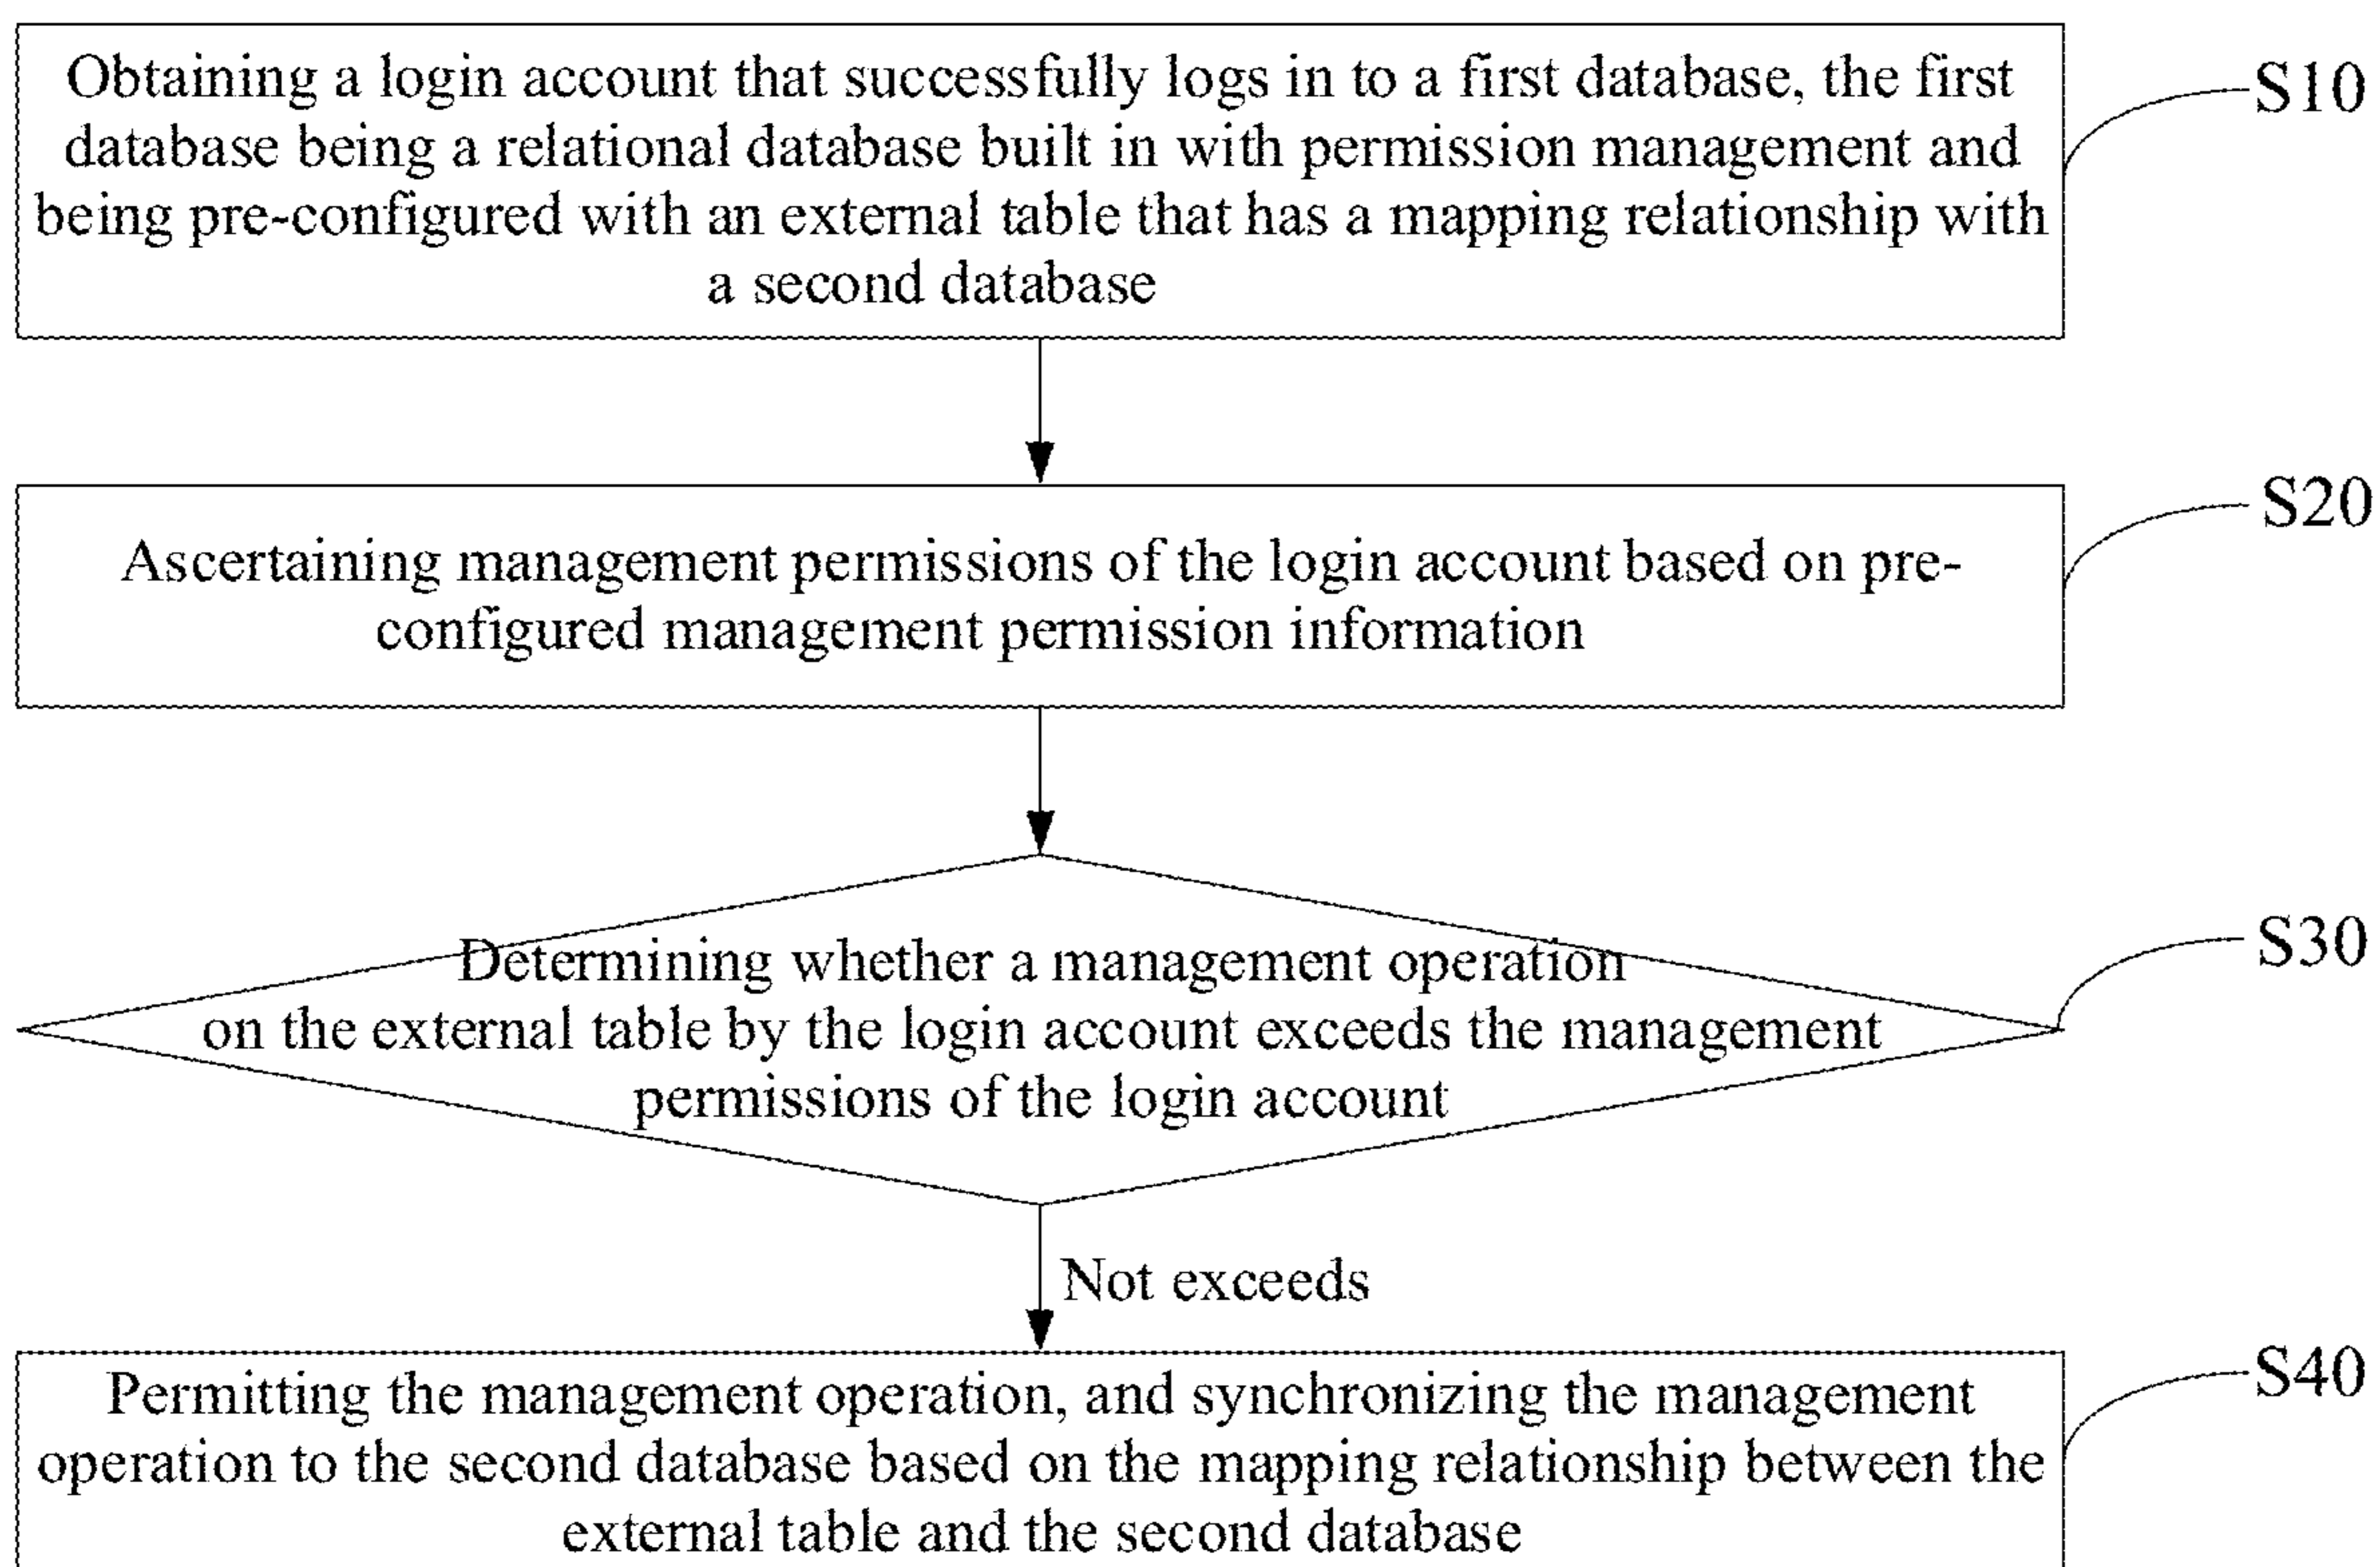 Obtaining a login account that successfully logs in to a first database, the first
database being a relational database built in with permission management and
being pre-configured with an external table that has a mapping relationship with
a second database
S10
Ascertaining management permissions of the login account based on pre-
configured management permission information
S20
Determining whether a management operation
on the external table by the login account exceeds the management
permissions of the login account
S30
Not exceeds
Permitting the management operation, and synchronizing the management
operation to the second database based on the mapping relationship between the
external table and the second database
S40